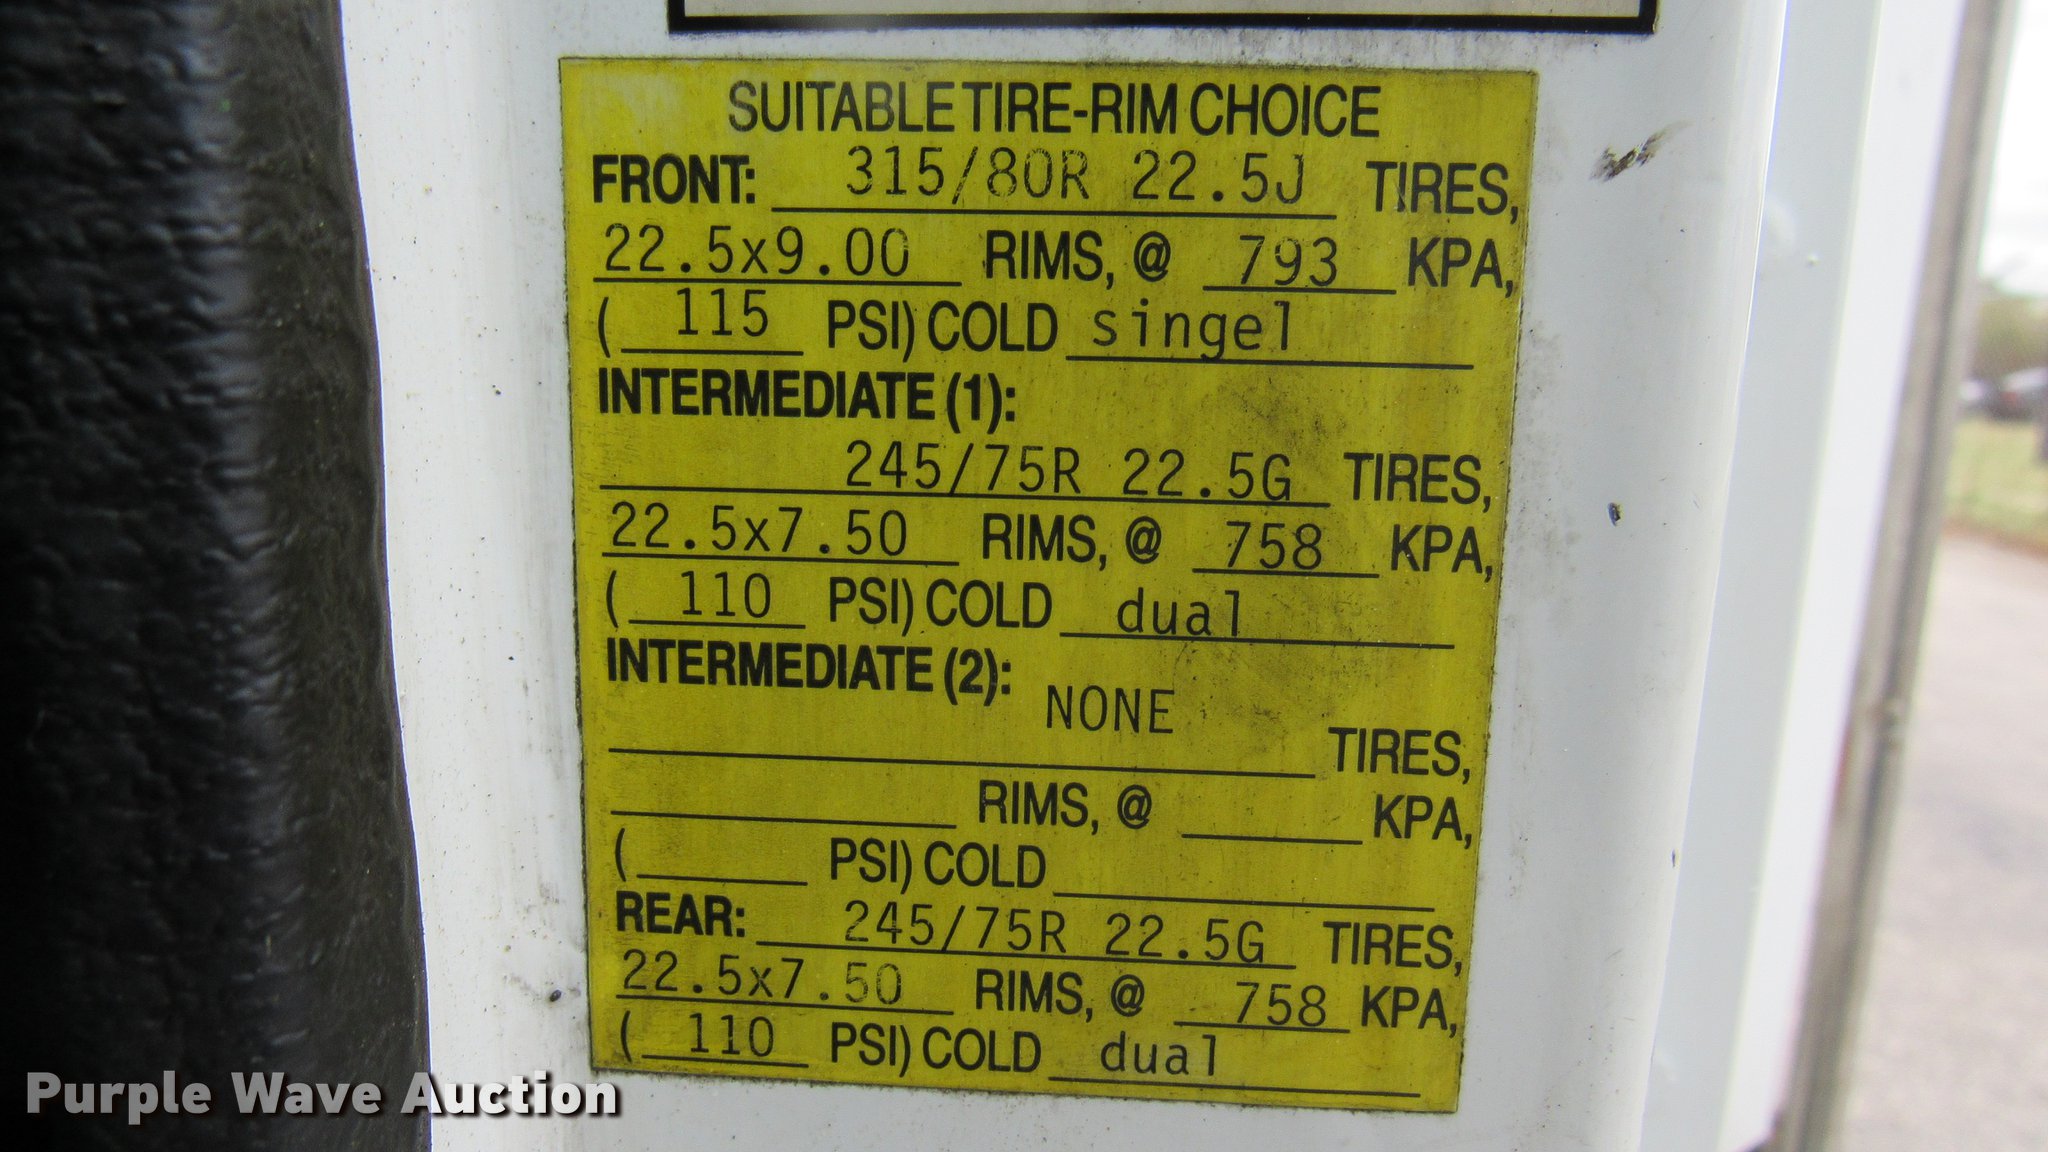 SUITABLE TIRE-RIM CHOICE
FRONT: 315/80R 22.5J TIRES,
22.5x9.00 RIMS, @ 793 KPA,
( 115 PSI) COLD singel
INTERMEDIATE (1):
245/75R 22.5G TIRES,
22.5x7.50 RIMS, @ 758 KPA,
( 110 PSI) COLD dual
INTERMEDIATE (2): NONE
TIRES,
RIMS, @ KPA,
( PSI) COLD
REAR: 245/75R 22.5G TIRES,
22.5x7.50 RIMS, @ 758 KPA,
( 110 PSI) COLD dual
Purple Wave Auction